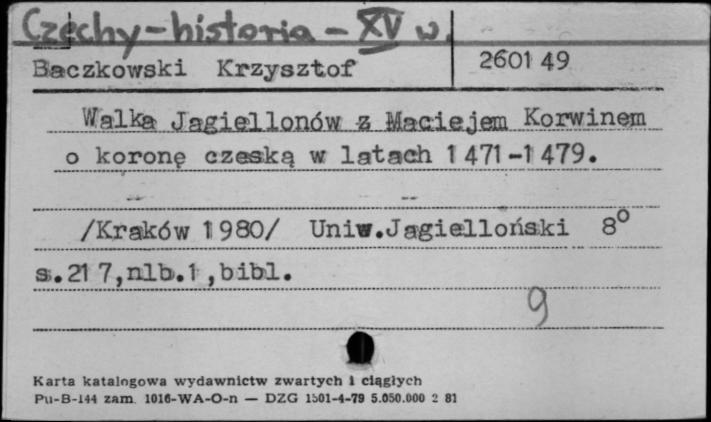 Czechy-historia - XV w.
Baczkowski Krzysztof 260149
Walka Jagiellonów z Maciejem Korwinem
o koronę czeską w latach 1471-1479.
/Kraków 1980/ Uniw.Jagielloński 8°
s.217,nlb.1,bibl.
9
Karta katalogowa wydawnictw zwartych i ciągłych
Pu-B-144 zam. 1016-WA-O-n — DZG 1501-4-79 5.050.000 2 81